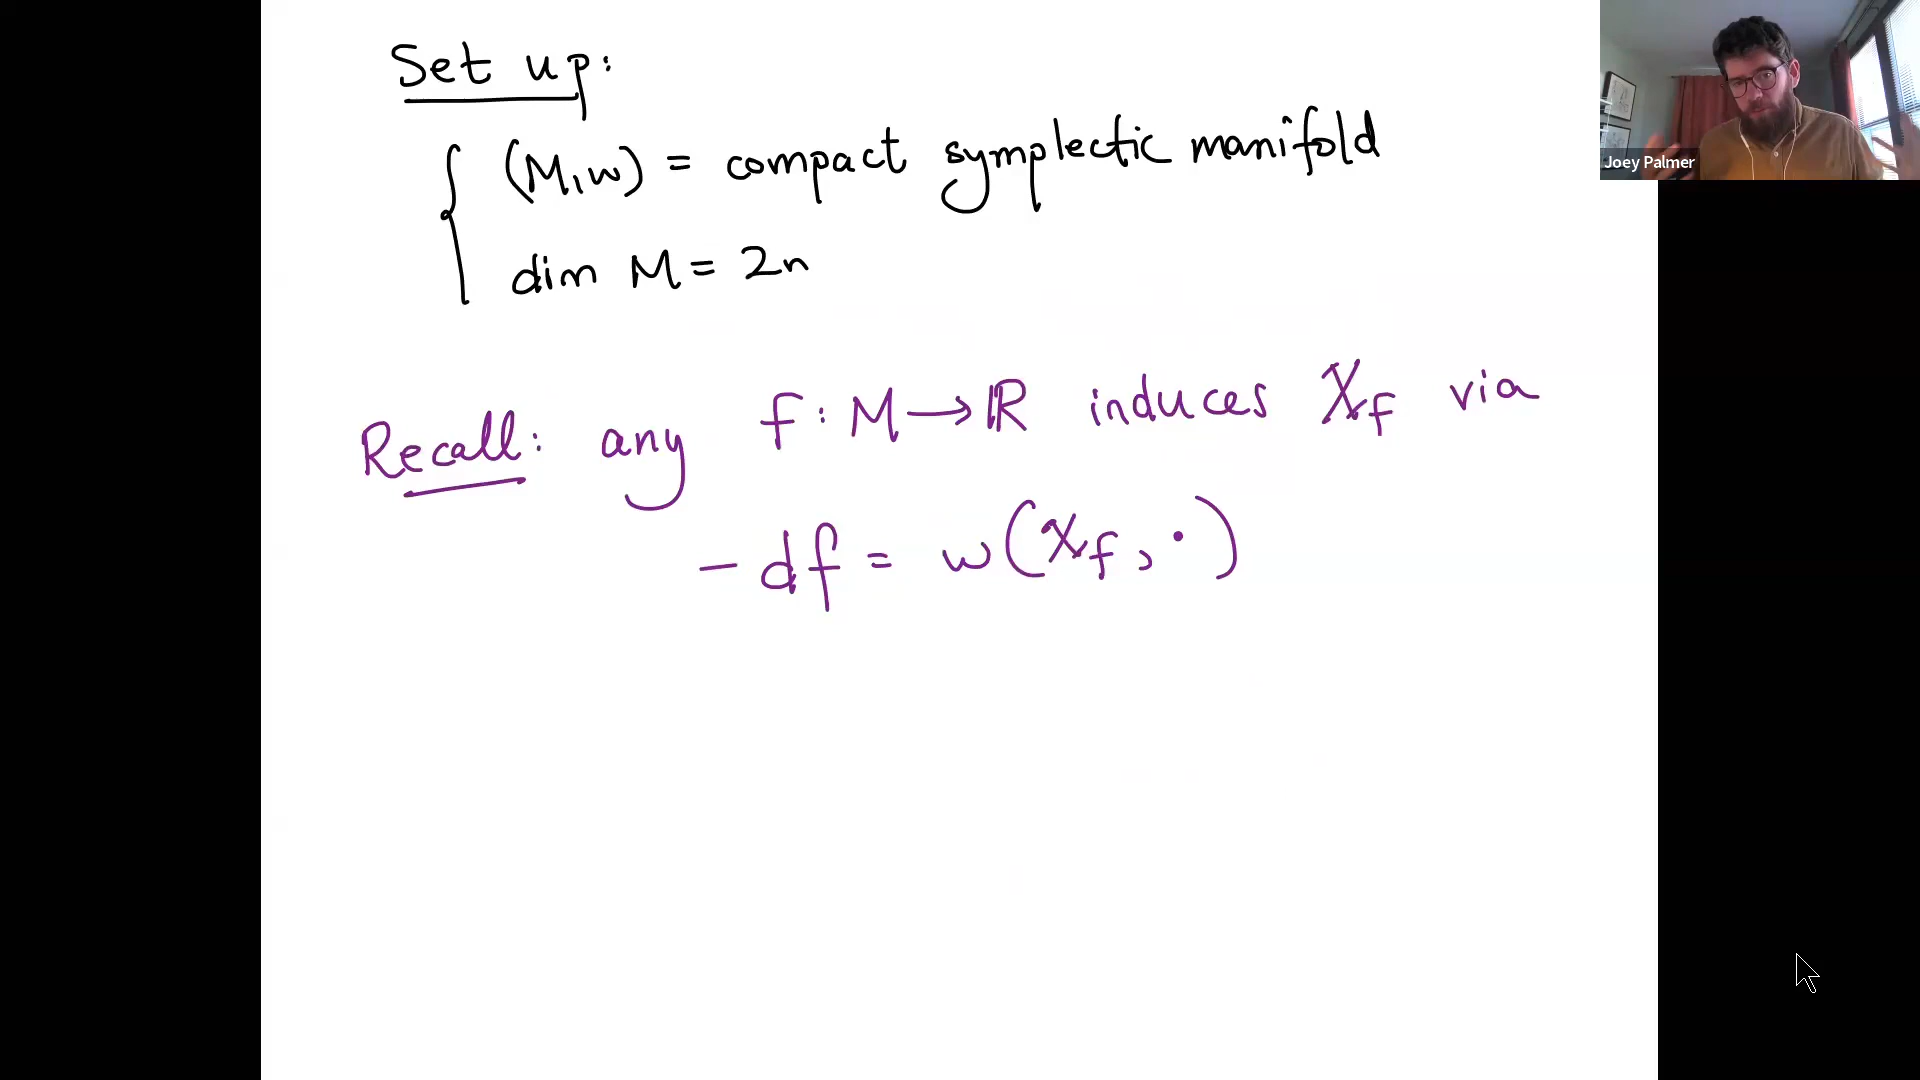 Set up:
(M, ω) = compact symplectic manifold
dim M = 2n
Recall: any f: M → ℝ induces X_f via
- df = ω(X_f, ·)
Joey Palmer